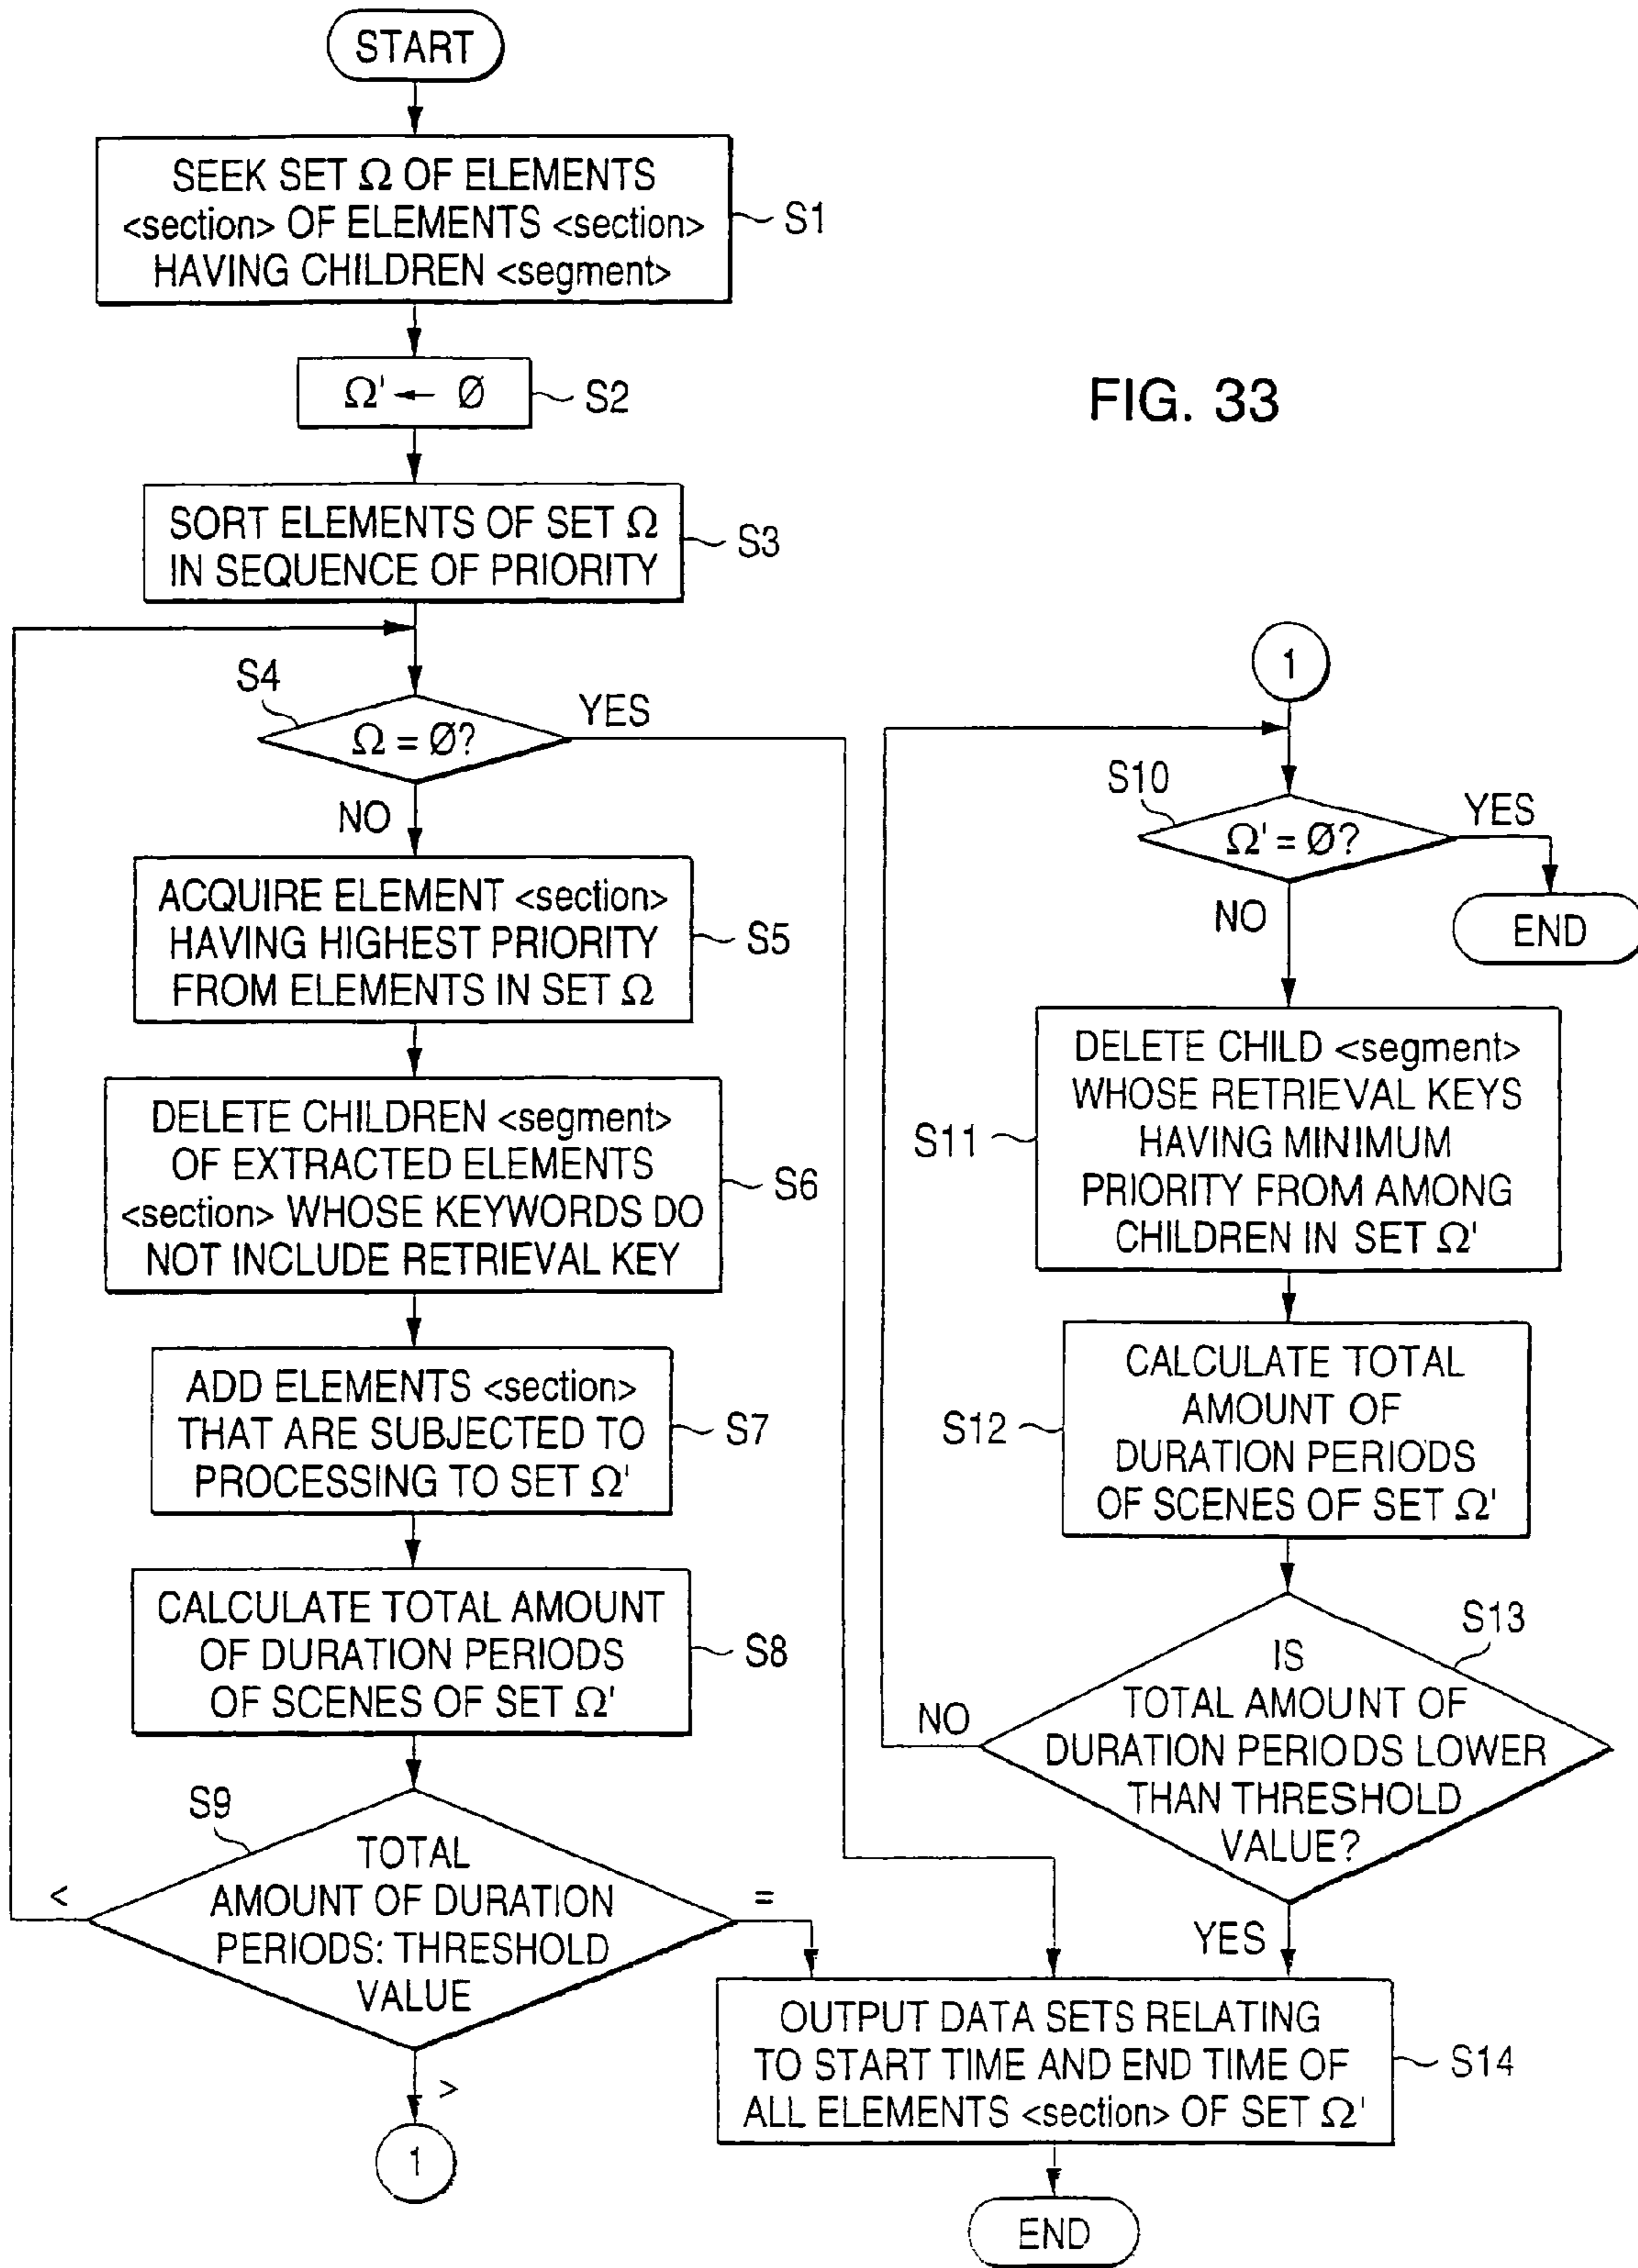 START
SEEK SET Ω OF ELEMENTS
<section> OF ELEMENTS <section>
HAVING CHILDREN <segment>
S1
Ω' ← Ø
S2
FIG. 33
SORT ELEMENTS OF SET Ω
IN SEQUENCE OF PRIORITY
S3
S4
Ω = Ø?
YES
NO
ACQUIRE ELEMENT <section>
HAVING HIGHEST PRIORITY
FROM ELEMENTS IN SET Ω
S5
DELETE CHILDREN <segment>
OF EXTRACTED ELEMENTS
<section> WHOSE KEYWORDS DO
NOT INCLUDE RETRIEVAL KEY
S6
ADD ELEMENTS <section>
THAT ARE SUBJECTED TO
PROCESSING TO SET Ω'
S7
CALCULATE TOTAL AMOUNT
OF DURATION PERIODS
OF SCENES OF SET Ω'
S8
S9
TOTAL
AMOUNT OF DURATION
PERIODS: THRESHOLD
VALUE
<
=
>
1
1
S10
Ω' = Ø?
YES
END
NO
DELETE CHILD <segment>
WHOSE RETRIEVAL KEYS
HAVING MINIMUM
PRIORITY FROM AMONG
CHILDREN IN SET Ω'
S11
CALCULATE TOTAL
AMOUNT OF
DURATION PERIODS
OF SCENES OF SET Ω'
S12
S13
IS
TOTAL AMOUNT OF
DURATION PERIODS LOWER
THAN THRESHOLD
VALUE?
NO
YES
OUTPUT DATA SETS RELATING
TO START TIME AND END TIME OF
ALL ELEMENTS <section> OF SET Ω'
S14
END